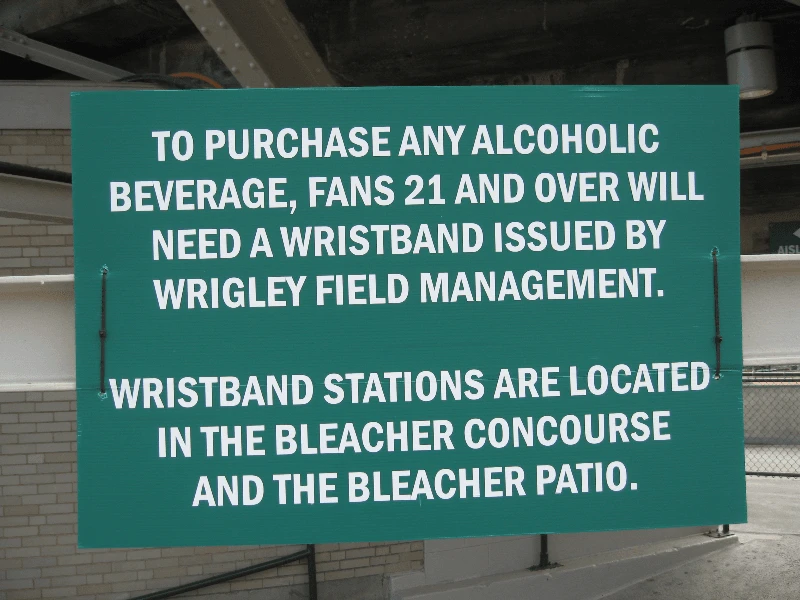 TO PURCHASE ANY ALCOHOLIC
BEVERAGE, FANS 21 AND OVER WILL
NEED A WRISTBAND ISSUED BY
WRIGLEY FIELD MANAGEMENT.
WRISTBAND STATIONS ARE LOCATED
IN THE BLEACHER CONCOURSE
AND THE BLEACHER PATIO.